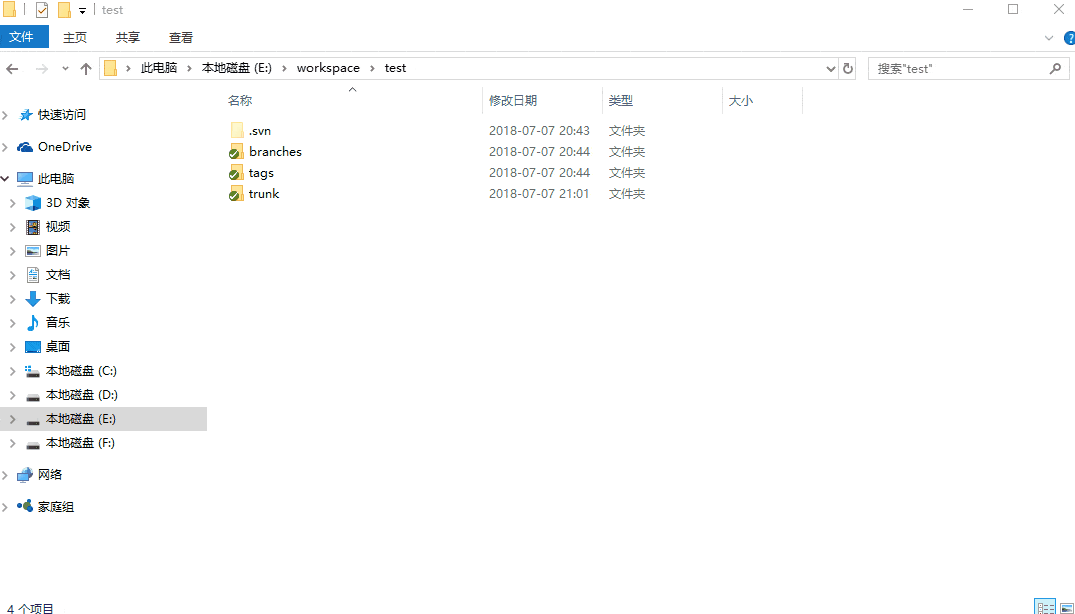 test
文件 主页 共享 查看
此电脑 本地磁盘 (E:) workspace test 搜索"test"
名称 修改日期 类型 大小
快速访问
OneDrive
此电脑
3D 对象
视频
图片
文档
下载
音乐
桌面
本地磁盘 (C:)
本地磁盘 (D:)
本地磁盘 (E:)
本地磁盘 (F:)
网络
家庭组
.svn 2018-07-07 20:43 文件夹
branches 2018-07-07 20:44 文件夹
tags 2018-07-07 20:44 文件夹
trunk 2018-07-07 21:01 文件夹
4 个项目